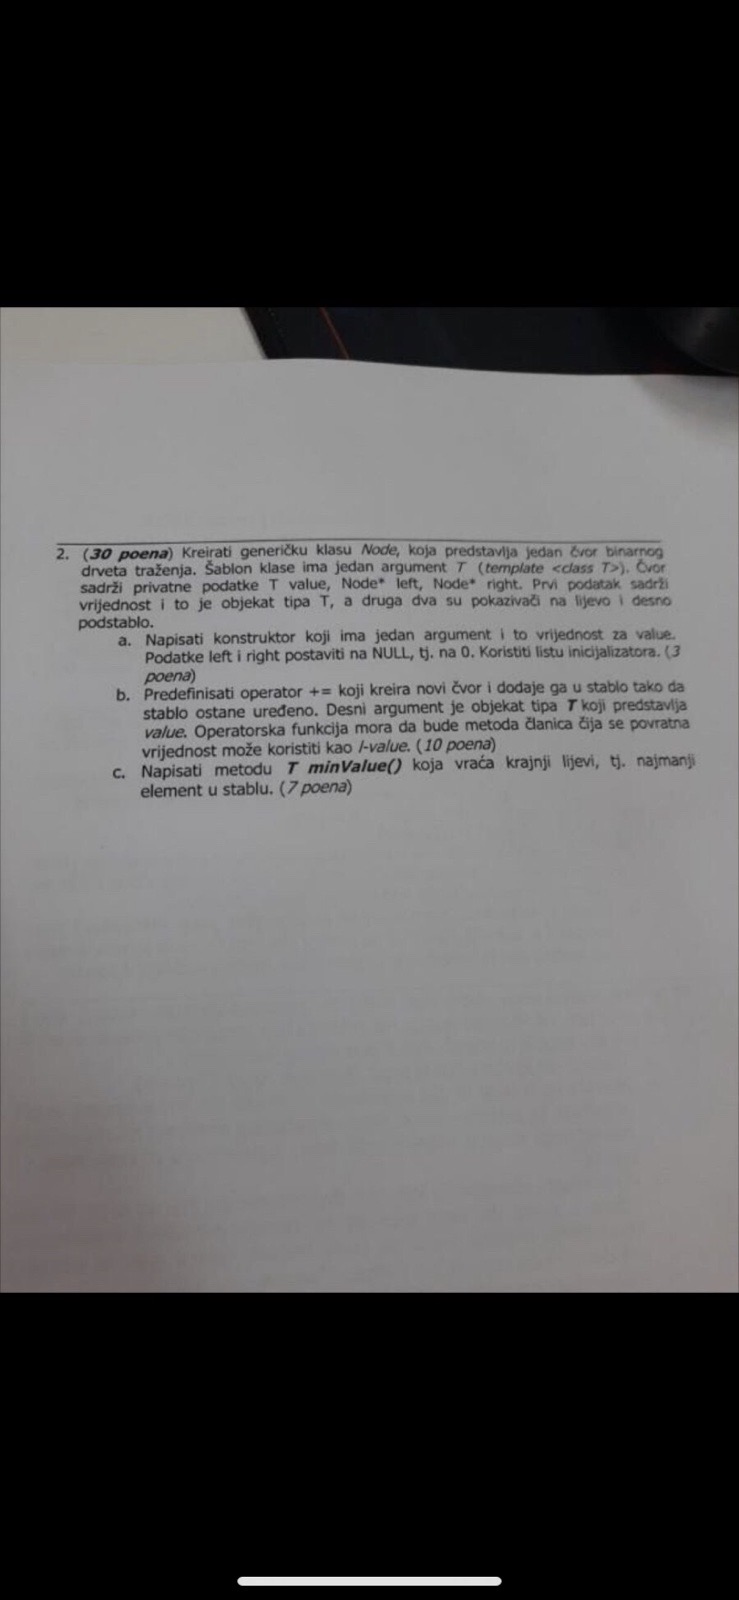 2. (30 poena) Kreirati generičku klasu Node, koja predstavlja jedan čvor binarnog
drveta traženja. Šablon klase ima jedan argument T (template <class T>). Čvor
sadrži privatne podatke T value, Node* left, Node* right. Prvi podatak sadrži
vrijednost i to je objekat tipa T, a druga dva su pokazivači na lijevo i desno
podstablo.
a. Napisati konstruktor koji ima jedan argument i to vrijednost za value.
Podatke left i right postaviti na NULL, tj. na 0. Koristiti listu inicijalizatora. (3
poena)
b. Predefinisati operator += koji kreira novi čvor i dodaje ga u stablo tako da
stablo ostane uređeno. Desni argument je objekat tipa T koji predstavlja
value. Operatorska funkcija mora da bude metoda članica čija se povratna
vrijednost može koristiti kao l-value. (10 poena)
c. Napisati metodu T minValue() koja vraća krajnji lijevi, tj. najmanji
element u stablu. (7 poena)